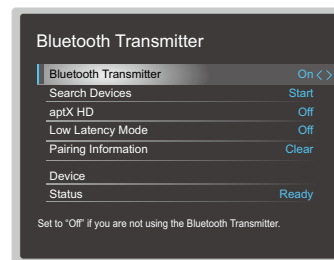 Bluetooth Transmitter
Bluetooth Transmitter On < >
Search Devices Start
aptX HD Off
Low Latency Mode Off
Pairing Information Clear
Device
Status Ready
Set to “Off” if you are not using the Bluetooth Transmitter.